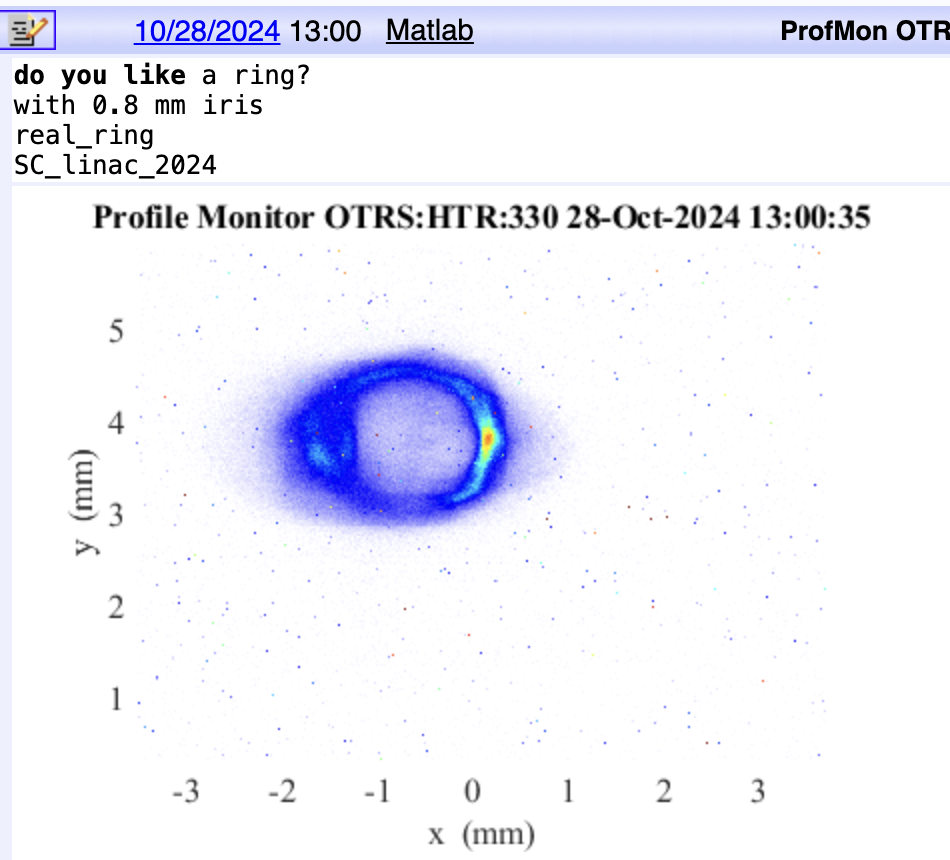 10/28/2024 13:00 Matlab ProfMon OTR
do you like a ring?
with 0.8 mm iris
real_ring
SC_linac_2024
Profile Monitor OTRS:HTR:330 28-Oct-2024 13:00:35
5
4
3
2
1
y (mm)
-3 -2 -1 0 1 2 3
x (mm)